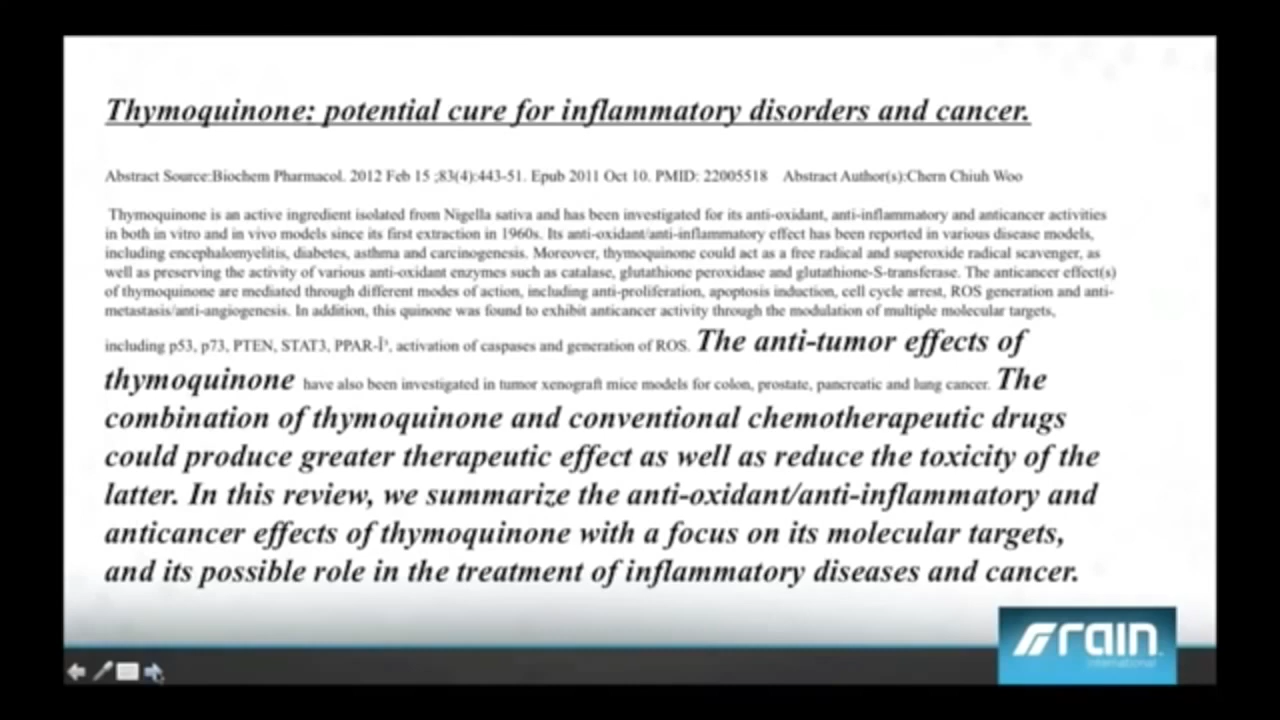 Thymoquinone: potential cure for inflammatory disorders and cancer.
Abstract Source:Biochem Pharmacol. 2012 Feb 15 ;83(4):443-51. Epub 2011 Oct 10. PMID: 22005518 Abstract Author(s):Chern Chiuh Woo
Thymoquinone is an active ingredient isolated from Nigella sativa and has been investigated for its anti-oxidant, anti-inflammatory and anticancer activities
in both in vitro and in vivo models since its first extraction in 1960s. Its anti-oxidant/anti-inflammatory effect has been reported in various disease models,
including encephalomyelitis, diabetes, asthma and carcinogenesis. Moreover, thymoquinone could act as a free radical and superoxide radical scavenger, as
well as preserving the activity of various anti-oxidant enzymes such as catalase, glutathione peroxidase and glutathione-S-transferase. The anticancer effect(s)
of thymoquinone are mediated through different modes of action, including anti-proliferation, apoptosis induction, cell cycle arrest, ROS generation and anti-
metastasis/anti-angiogenesis. In addition, this quinone was found to exhibit anticancer activity through the modulation of multiple molecular targets,
including p53, p73, PTEN, STAT3, PPAR-Î³, activation of caspases and generation of ROS. The anti-tumor effects of
thymoquinone have also been investigated in tumor xenograft mice models for colon, prostate, pancreatic and lung cancer. The
combination of thymoquinone and conventional chemotherapeutic drugs
could produce greater therapeutic effect as well as reduce the toxicity of the
latter. In this review, we summarize the anti-oxidant/anti-inflammatory and
anticancer effects of thymoquinone with a focus on its molecular targets,
and its possible role in the treatment of inflammatory diseases and cancer.
rain
international